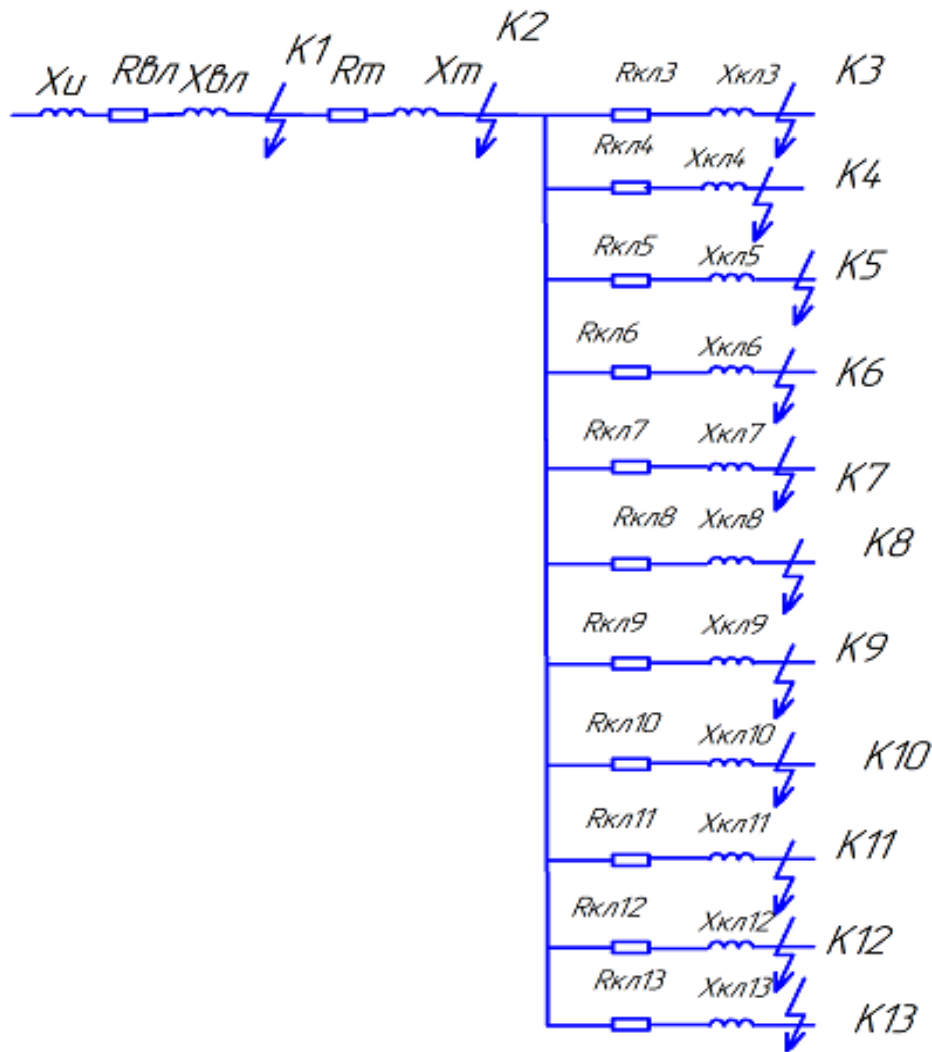 Xи Rвл Xвл K1 Rт Xт K2
Rкл3 Xкл3 K3
Rкл4 Xкл4 K4
Rкл5 Xкл5 K5
Rкл6 Xкл6 K6
Rкл7 Xкл7 K7
Rкл8 Xкл8 K8
Rкл9 Xкл9 K9
Rкл10 Xкл10 K10
Rкл11 Xкл11 K11
Rкл12 Xкл12 K12
Rкл13 Xкл13 K13